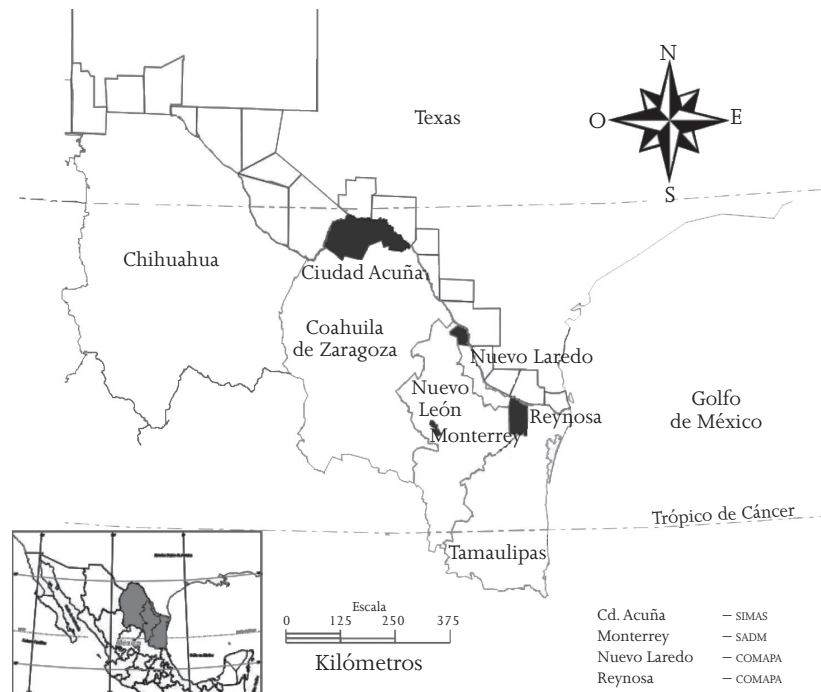 N
Texas
O
E
S
Chihuahua
Ciudad Acuña
Coahuila
de Zaragoza
Nuevo Laredo
Nuevo
León
Golfo
de México
Reynosa
Monterrey
Trópico de Cáncer
Tamaulipas
México
Escala
0 125 250 375
Kilómetros
Cd. Acuña – SIMAS
Monterrey – SADM
Nuevo Laredo – COMAPA
Reynosa – COMAPA